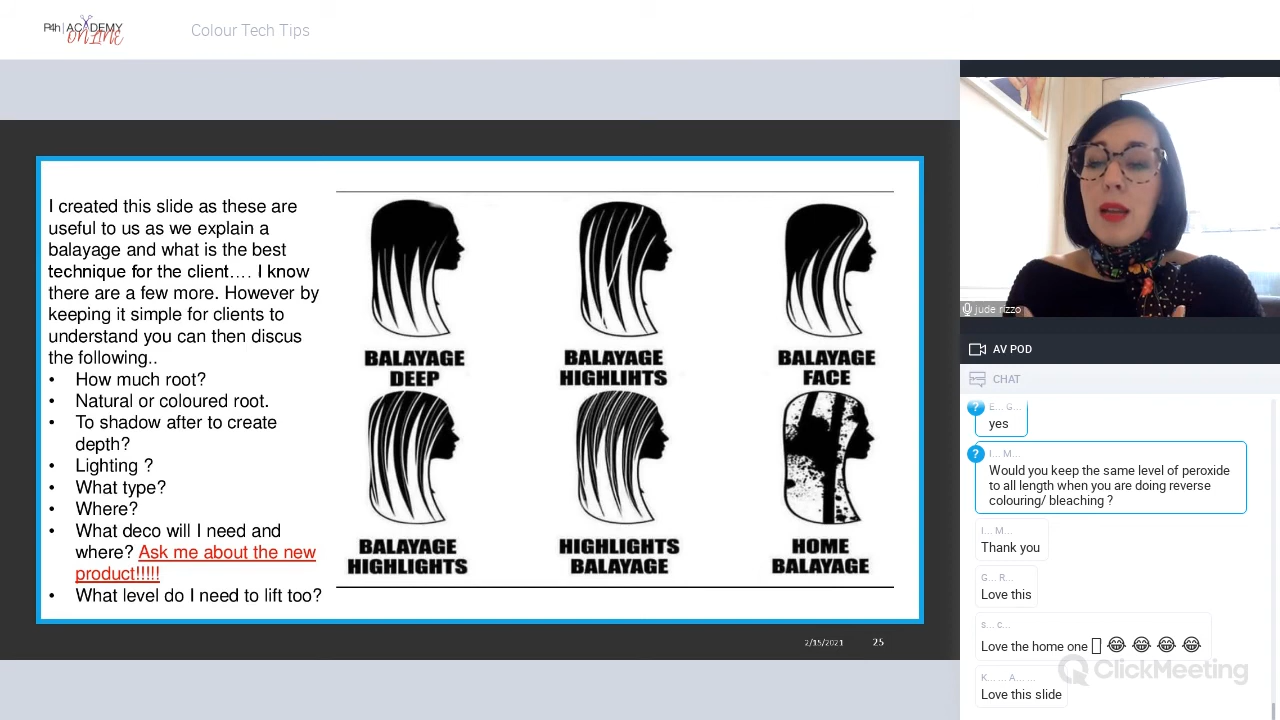 P4h | ACADEMY
ONLINE
Colour Tech Tips
I created this slide as these are
useful to us as we explain a
balayage and what is the best
technique for the client…. I know
there are a few more. However by
keeping it simple for clients to
understand you can then discus
the following..
• How much root?
• Natural or coloured root.
• To shadow after to create
depth?
• Lighting ?
• What type?
• Where?
• What deco will I need and
where? Ask me about the new
product!!!!!
• What level do I need to lift too?
BALAYAGE
DEEP
BALAYAGE
HIGHLIHTS
BALAYAGE
FACE
BALAYAGE
HIGHLIGHTS
HIGHLIGHTS
BALAYAGE
HOME
BALAYAGE
2/15/2021
25
jude rizzo
AV POD
CHAT
? E... G...
yes
? I... M...
Would you keep the same level of peroxide
to all length when you are doing reverse
colouring/ bleaching ?
I... M...
Thank you
G... R...
Love this
s... c...
Love the home one 😂 😂 😂 😂
K... ... A... ...
Love this slide
ClickMeeting